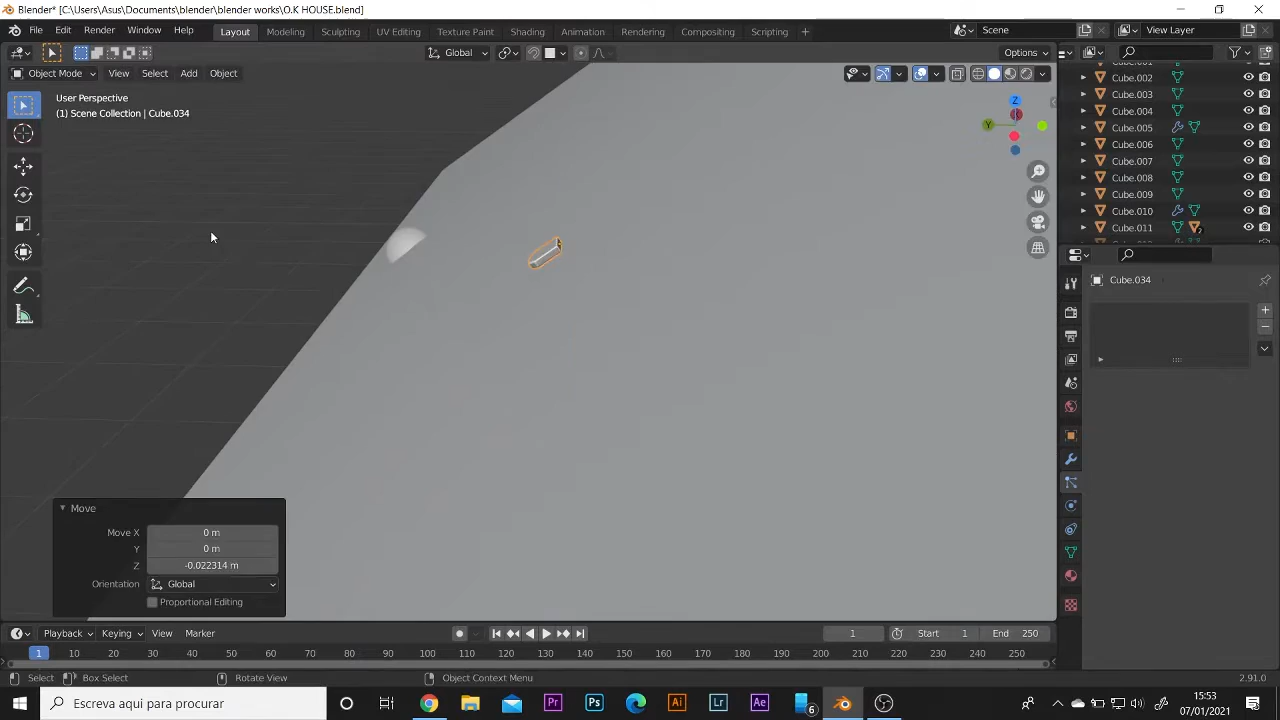 Blender* [C:\Users\Asus\Documents\blender\blender works\O.K HOUSE.blend]
File Edit Render Window Help Layout Modeling Sculpting UV Editing Texture Paint Shading Animation Rendering Compositing Scripting + Scene View Layer
Global Options
Object Mode View Select Add Object
User Perspective
(1) Scene Collection | Cube.034
Z
Y
Cube.002
Cube.003
Cube.004
Cube.005
Cube.006
Cube.007
Cube.008
Cube.009
Cube.010
Cube.011
Cube.034
Move
Move X 0 m
Y 0 m
Z -0.022314 m
Orientation Global
Proportional Editing
Playback Keying View Marker 1 Start 1 End 250
1 10 20 30 40 50 60 70 80 90 100 110 120 130 140 150 160 170 180 190 200 210 220 230 240 250
Select Box Select Rotate View Object Context Menu 2.91.0
Escreva aqui para procurar
Pr Ps Ai Lr Ae 6
15:53
07/01/2021